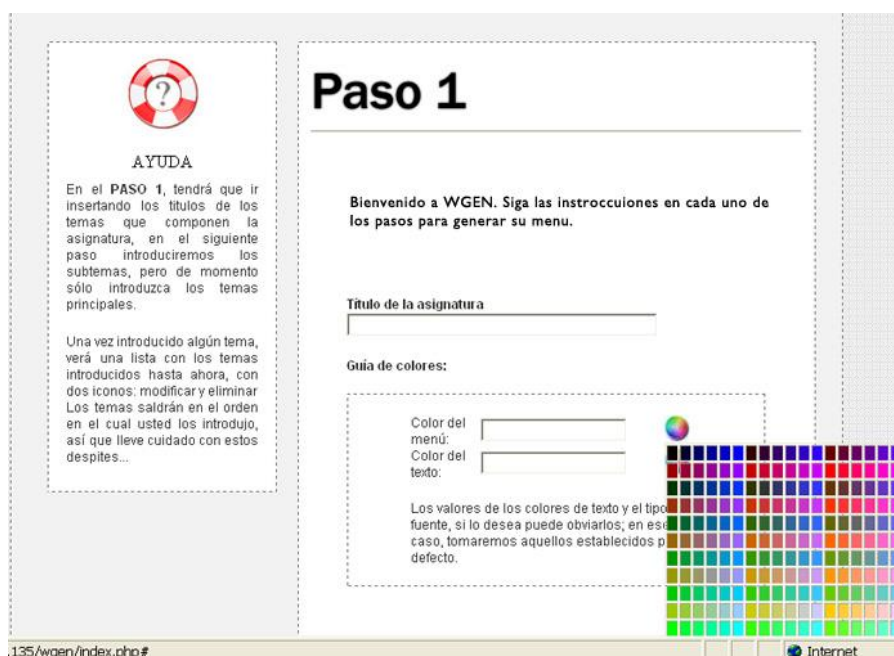 ?
AYUDA
En el PASO 1, tendrá que ir
insertando los títulos de los
temas que componen la
asignatura, en el siguiente
paso introduciremos los
subtemas, pero de momento
sólo introduzca los temas
principales.
Una vez introducido algún tema,
verá una lista con los temas
introducidos hasta ahora, con
dos iconos: modificar y eliminar
Los temas saldrán en el orden
en el cual usted los introdujo,
así que lleve cuidado con estos
despites...
Paso 1
Bienvenido a WGEN. Siga las instroccuiones en cada uno de
los pasos para generar su menu.
Título de la asignatura
Guía de colores:
Color del
menú:
Color del
texto:
Los valores de los colores de texto y el tipo
fuente, si lo desea puede obviarlos; en ese
caso, tomaremos aquellos establecidos p
defecto.
.135/wgen/index.php#
Internet